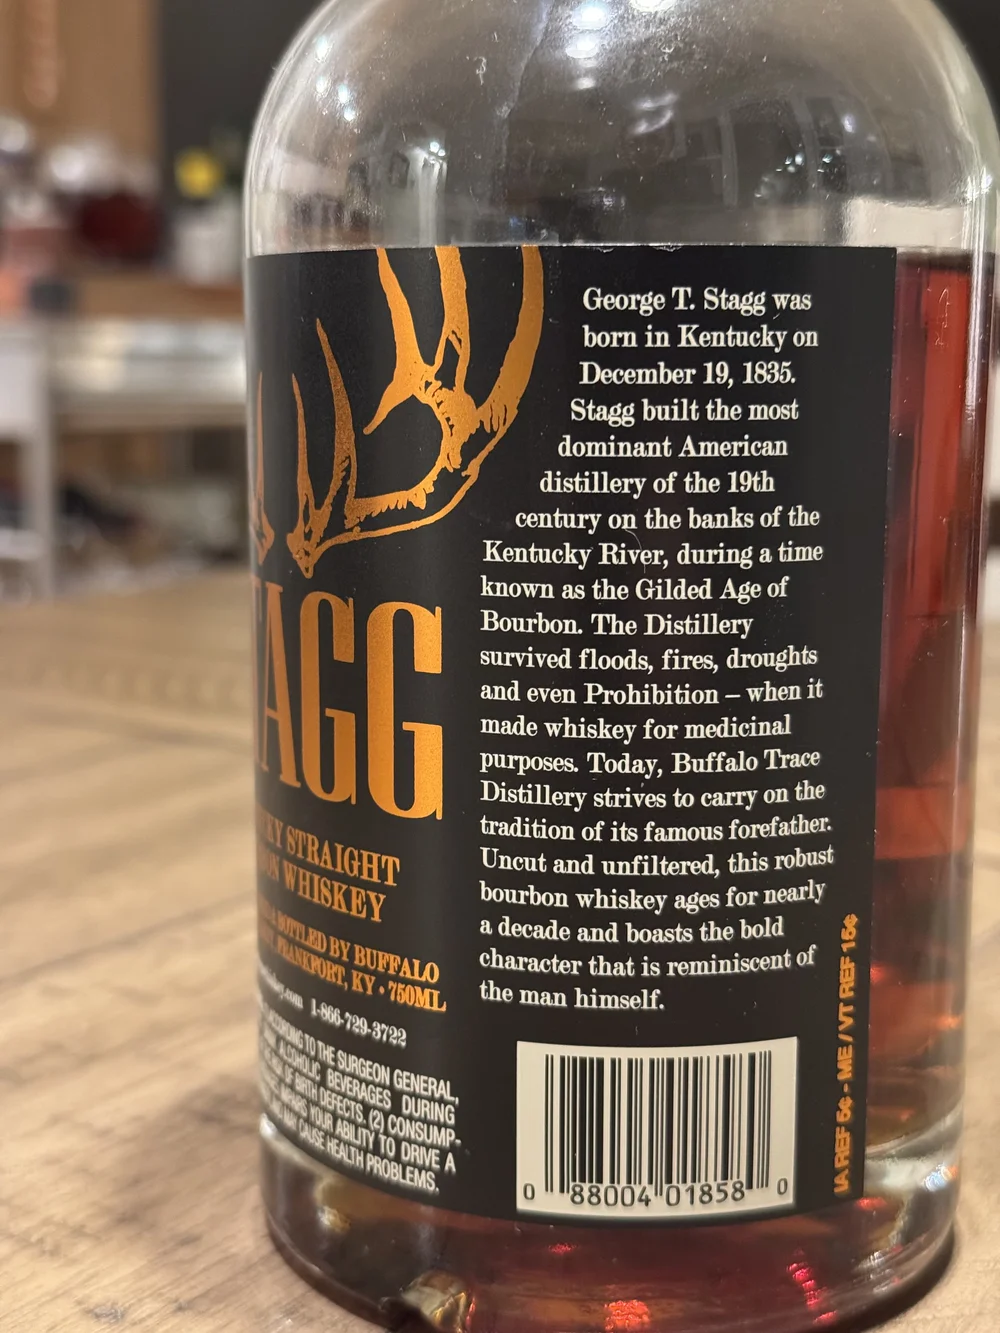 George T. Stagg was
born in Kentucky on
December 19, 1835.
Stagg built the most
dominant American
distillery of the 19th
century on the banks of the
Kentucky River, during a time
known as the Gilded Age of
Bourbon. The Distillery
survived floods, fires, droughts
and even Prohibition – when it
made whiskey for medicinal
purposes. Today, Buffalo Trace
Distillery strives to carry on the
tradition of its famous forefather.
Uncut and unfiltered, this robust
bourbon whiskey ages for nearly
a decade and boasts the bold
character that is reminiscent of
the man himself.
TAGG
STRAIGHT
WHISKEY
BOTTLED BY BUFFALO
FRANKFORT, KY • 750ML
1-866-729-3722
ACCORDING TO THE SURGEON GENERAL,
ALCOHOLIC BEVERAGES DURING
OF BIRTH DEFECTS. (2) CONSUMP-
YOUR ABILITY TO DRIVE A
MAY CAUSE HEALTH PROBLEMS.
0 88004 01858 0
IA REF 5¢ - ME / VT REF 15¢